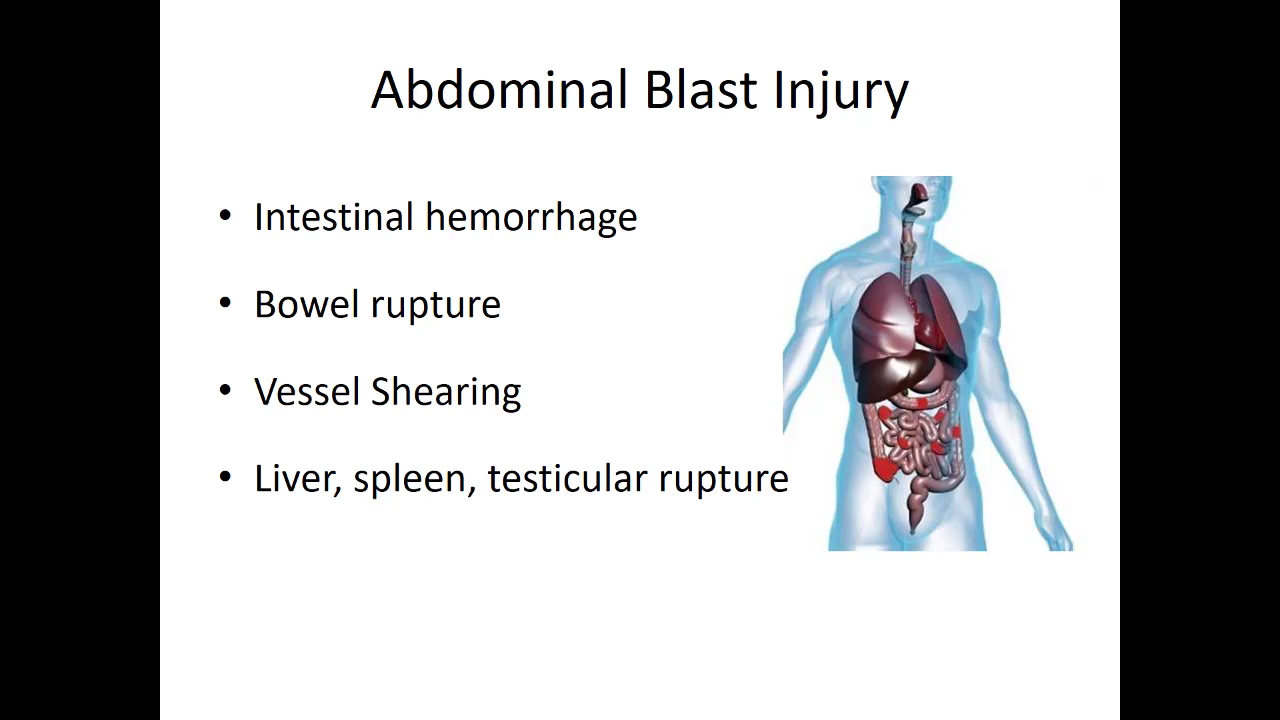 Abdominal Blast Injury
• Intestinal hemorrhage
• Bowel rupture
• Vessel Shearing
• Liver, spleen, testicular rupture